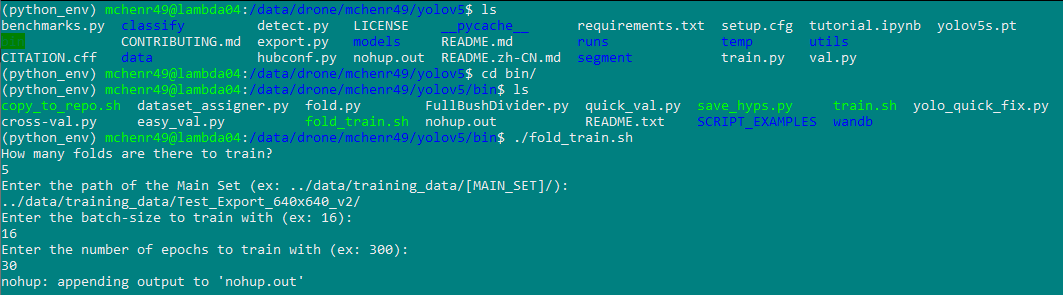 (python_env) mchenr49@lambda04:/data/drone/mchenr49/yolov5$ ls
benchmarks.py classify detect.py LICENSE __pycache__ requirements.txt setup.cfg tutorial.ipynb yolov5s.pt
bin CONTRIBUTING.md export.py models README.md runs temp utils
CITATION.cff data hubconf.py nohup.out README.zh-CN.md segment train.py val.py
(python_env) mchenr49@lambda04:/data/drone/mchenr49/yolov5$ cd bin/
(python_env) mchenr49@lambda04:/data/drone/mchenr49/yolov5/bin$ ls
copy_to_repo.sh dataset_assigner.py fold.py FullBushDivider.py quick_val.py save_hyps.py train.sh yolo_quick_fix.py
cross-val.py easy_val.py fold_train.sh nohup.out README.txt SCRIPT_EXAMPLES wandb
(python_env) mchenr49@lambda04:/data/drone/mchenr49/yolov5/bin$ ./fold_train.sh
How many folds are there to train?
5
Enter the path of the Main Set (ex: ../data/training_data/[MAIN_SET]/):
../data/training_data/Test_Export_640x640_v2/
Enter the batch-size to train with (ex: 16):
16
Enter the number of epochs to train with (ex: 300):
30
nohup: appending output to 'nohup.out'